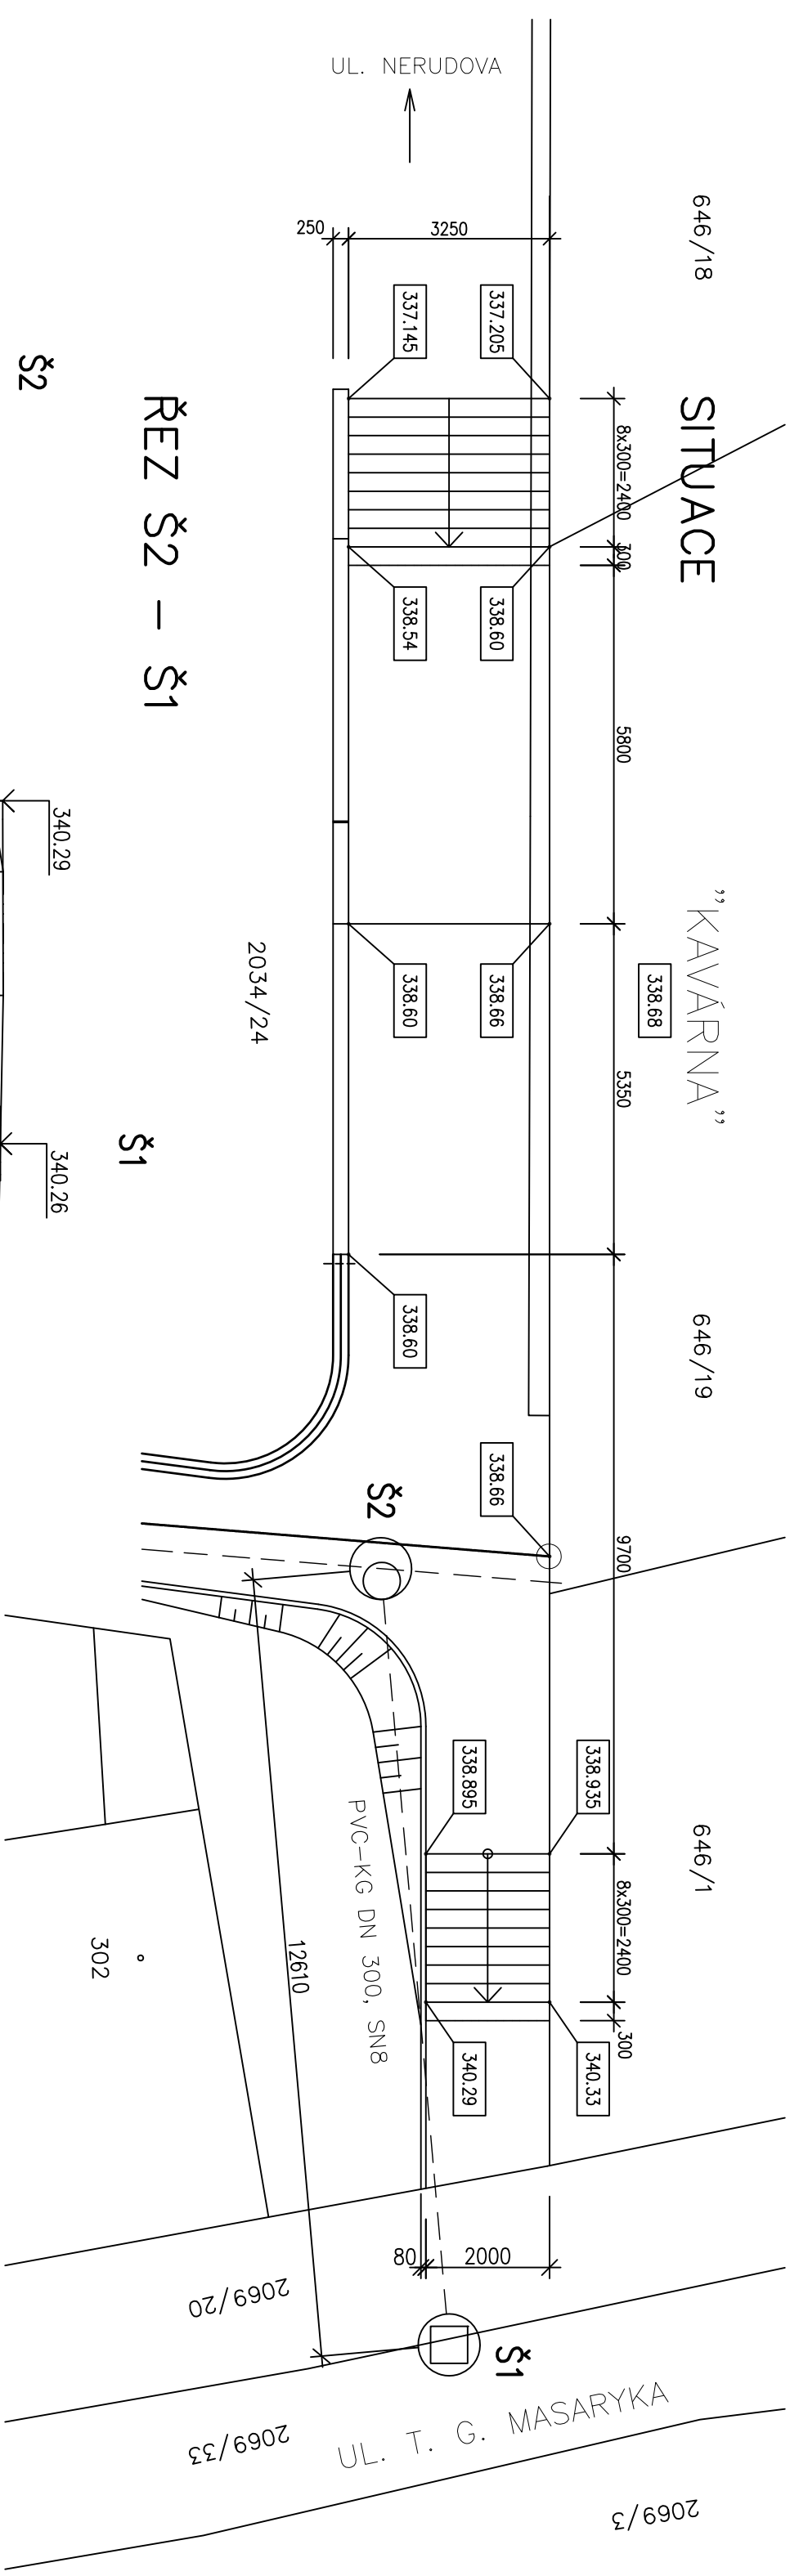 UL. NERUDOVA
646/18
250
3250
337.145
337.205
SITUACE
8x300=2400
300
Š2
ŘEZ Š2 – Š1
338.54
338.60
5800
340.29
2034/24
338.60
338.66
338.68
"KAVÁRNA"
5350
Š1
340.26
338.60
646/19
338.66
Š2
9700
338.895
338.935
646/1
PVC-KG DN 300, SN8
8x300=2400
302
12610
340.29
340.33
300
80
2000
2069/20
Š1
2069/33
UL. T. G. MASARYKA
2069/3